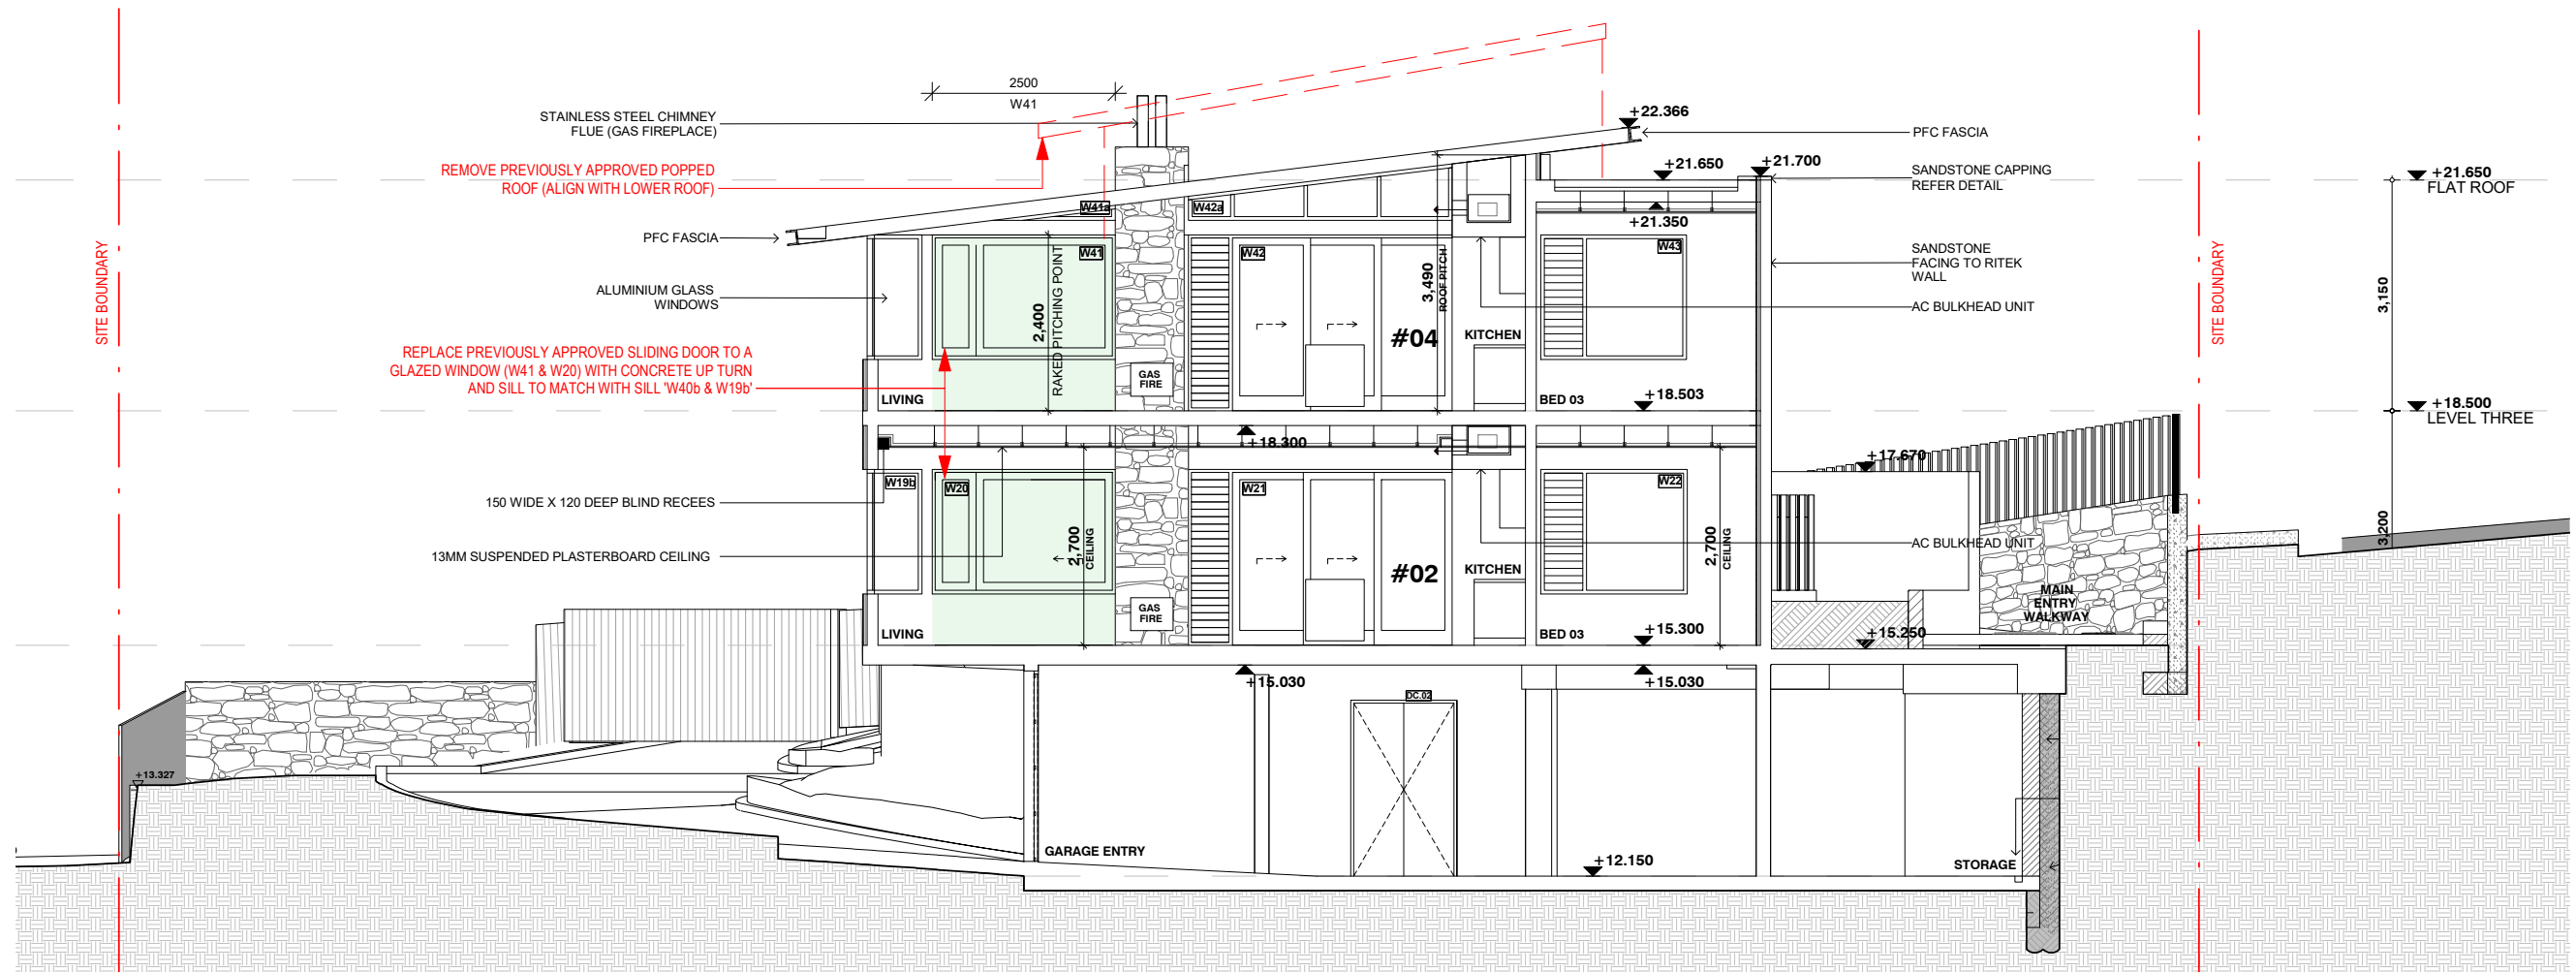 2500
W41
STAINLESS STEEL CHIMNEY
FLUE (GAS FIREPLACE)
REMOVE PREVIOUSLY APPROVED POPPED
ROOF (ALIGN WITH LOWER ROOF)
PFC FASCIA
ALUMINIUM GLASS
WINDOWS
REPLACE PREVIOUSLY APPROVED SLIDING DOOR TO A
GLAZED WINDOW (W41 & W20) WITH CONCRETE UP TURN
AND SILL TO MATCH WITH SILL 'W40b & W19b'
150 WIDE X 120 DEEP BLIND RECEES
13MM SUSPENDED PLASTERBOARD CEILING
SITE BOUNDARY
+22.366
PFC FASCIA
+21.650
+21.700
SANDSTONE CAPPING
REFER DETAIL
+21.650
FLAT ROOF
W41a
W42a
+21.350
W41
W42
W43
SANDSTONE
FACING TO RITEK
WALL
AC BULKHEAD UNIT
SITE BOUNDARY
3,150
2,400
RAKED PITCHING POINT
3,490
ROOF PITCH
#04
KITCHEN
GAS
FIRE
LIVING
BED 03
+18.503
+18.500
LEVEL THREE
+18.300
+17.670
W19b
W20
W21
W22
2,700
CEILING
2,700
CEILING
AC BULKHEAD UNIT
3,200
#02
KITCHEN
GAS
FIRE
MAIN
ENTRY
WALKWAY
LIVING
BED 03
+15.300
+15.250
+15.030
+15.030
DC.02
+13.327
GARAGE ENTRY
+12.150
STORAGE